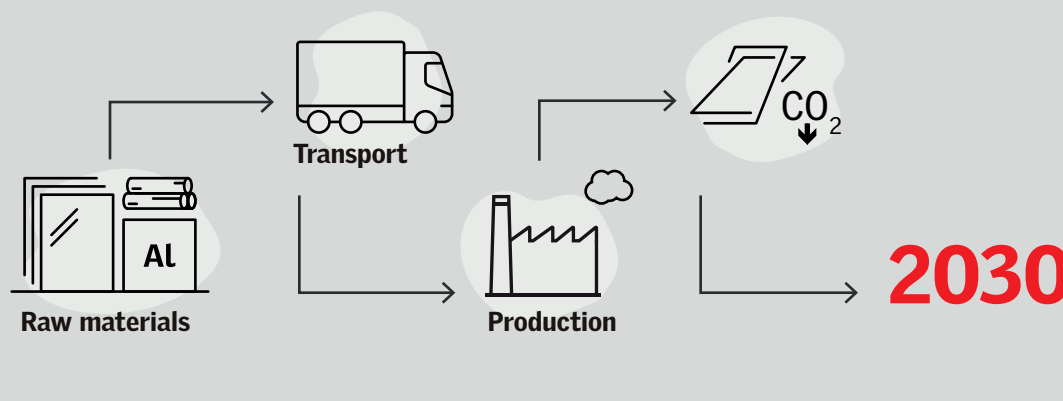 Transport
CO2
Al
Raw materials
Production
2030